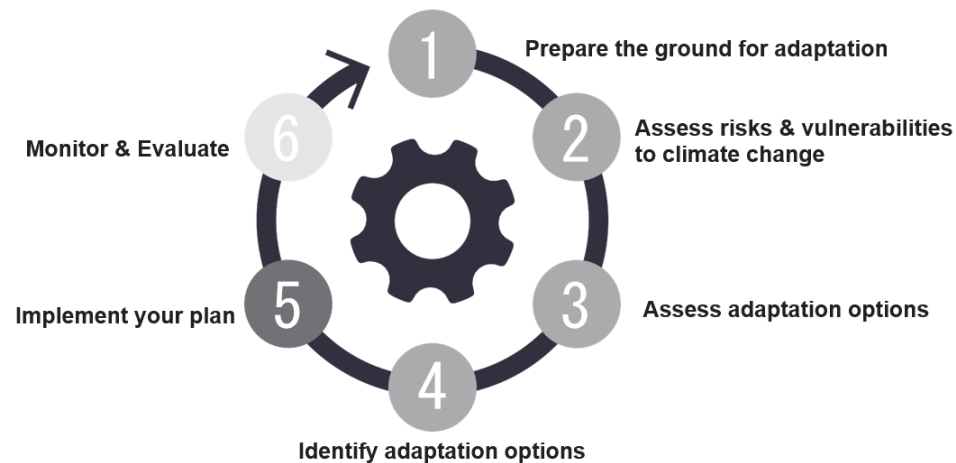 1
Prepare the ground for adaptation
2
Assess risks & vulnerabilities
to climate change
3
Assess adaptation options
4
Identify adaptation options
5
Implement your plan
6
Monitor & Evaluate